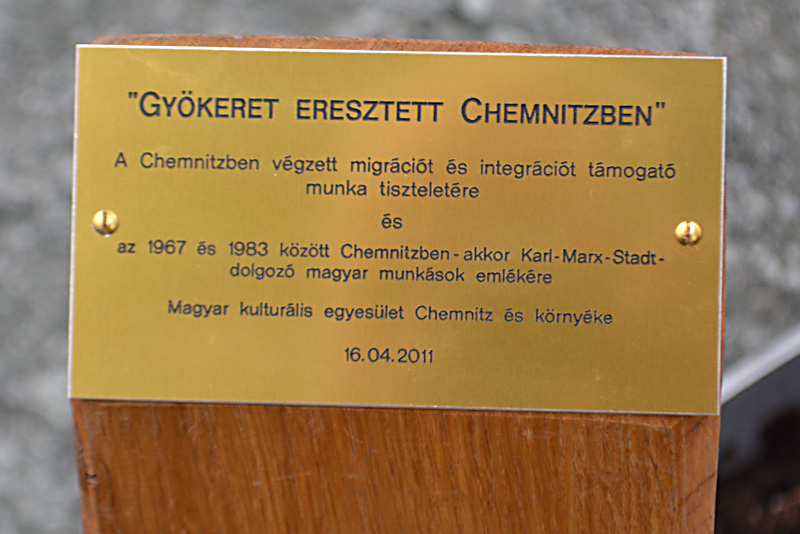 "GYÖKERET ERESZTETT CHEMNITZBEN"
A Chemnitzben végzett migrációt és integrációt támogató
munka tiszteletére
és
az 1967 és 1983 között Chemnitzben - akkor Karl-Marx-Stadt -
dolgozó magyar munkások emlékére
Magyar kulturális egyesület Chemnitz és környéke
16.04.2011